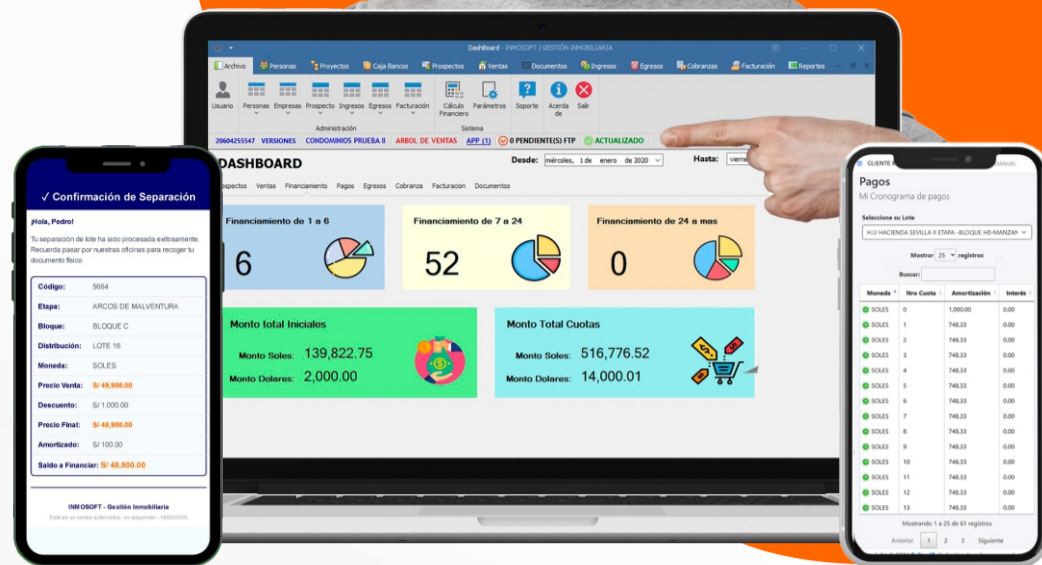 ✓ Confirmación de Separación
¡Hola, Pedro!
Tu separación de lote ha sido procesada exitosamente.
Recuerda pasar por nuestras oficinas para recoger tu
documento físico.
Código: 5664
Etapa: ARCOS DE MALVENTURA
Bloque: BLOQUE C
Distribución: LOTE 16
Moneda: SOLES
Precio Venta: S/ 49,900.00
Descuento: S/ 1,000.00
Precio Final: S/ 48,900.00
Amortizado: S/ 100.00
Saldo a Financiar: S/ 48,800.00
INMOSOFT - Gestión Inmobiliaria
DashBoard - INMOSOFT | GESTIÓN INMOBILIARIA
Archivo Personas Proyectos Caja Bancos Prospectos Ventas Documentos Ingresos Egresos Cobranzas Facturación Reportes
Usuario Personas Empresas Prospecto Ingresos Egresos Facturación Cálculo Parámetros Soporte Acerda Salir
Financiero de
Administración Sistema
20604255547 VERSIONES CONDOMINIOS PRUEBA II ARBOL DE VENTAS APP (1) 0 PENDIENTE(S) FTP ACTUALIZADO
DASHBOARD Desde: miércoles, 1 de enero de 2020 Hasta:
Ventas Financiamiento Pagos Egresos Cobranza Facturacion Documentos
Financiamiento de 1 a 6 Financiamiento de 7 a 24 Financiamiento de 24 a mas
6 52 0
Monto total Iniciales Monto Total Cuotas
Monto Soles: 139,822.75 Monto Soles: 516,776.52
Monto Dolares: 2,000.00 Monto Dolares: 14,000.01
CLIENTE
Pagos
Mi Cronograma de pagos
Seleccione su Lote
H.U HACIENDA SEVILLA II ETAPA -BLOQUE H0-MANZAN
Mostrar 25 registros
Buscar:
Moneda Nro Cuota Amortización Interés
SOLES 0 1,000.00 0.00
SOLES 1 748.33 0.00
SOLES 2 748.33 0.00
SOLES 3 748.33 0.00
SOLES 4 748.33 0.00
SOLES 5 748.33 0.00
SOLES 6 748.33 0.00
SOLES 7 748.33 0.00
SOLES 8 748.33 0.00
SOLES 9 748.33 0.00
SOLES 10 748.33 0.00
SOLES 11 748.33 0.00
SOLES 12 748.33 0.00
SOLES 13 748.33 0.00
Mostrando 1 a 25 de 61 registros
Anterior 1 2 3 Siguiente